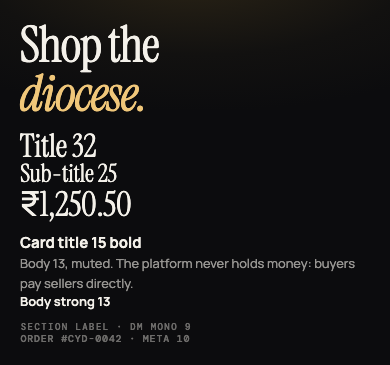 Shop the
diocese.
Title 32
Sub-title 25
₹1,250.50
Card title 15 bold
Body 13, muted. The platform never holds money: buyers
pay sellers directly.
Body strong 13
SECTION LABEL · DM MONO 9
ORDER #CYD-0042 · META 10